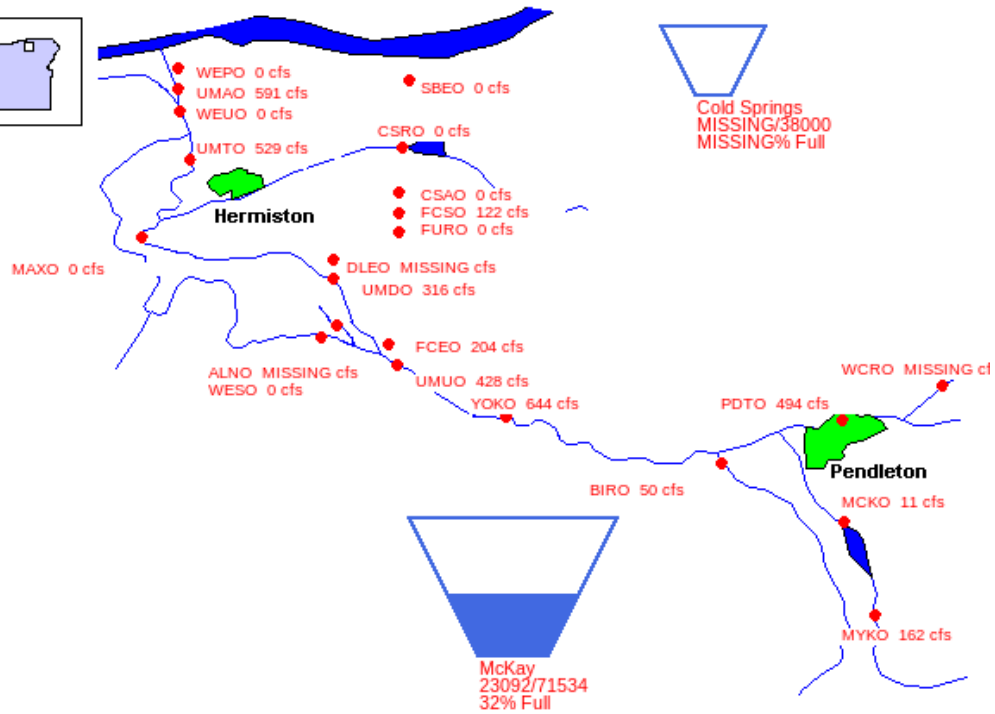 WEPO 0 cfs
UMAO 591 cfs
SBEO 0 cfs
WEUO 0 cfs
Cold Springs
MISSING/38000
MISSING% Full
CSRO 0 cfs
UMTO 529 cfs
CSAO 0 cfs
FCSO 122 cfs
FURO 0 cfs
Hermiston
MAXO 0 cfs
DLEO MISSING cfs
UMDO 316 cfs
FCEO 204 cfs
ALNO MISSING cfs
WESO 0 cfs
UMUO 428 cfs
WCRO MISSING cf
YOKO 644 cfs
PDTO 494 cfs
Pendleton
BIRO 50 cfs
MCKO 11 cfs
MYKO 162 cfs
McKay
23092/71534
32% Full